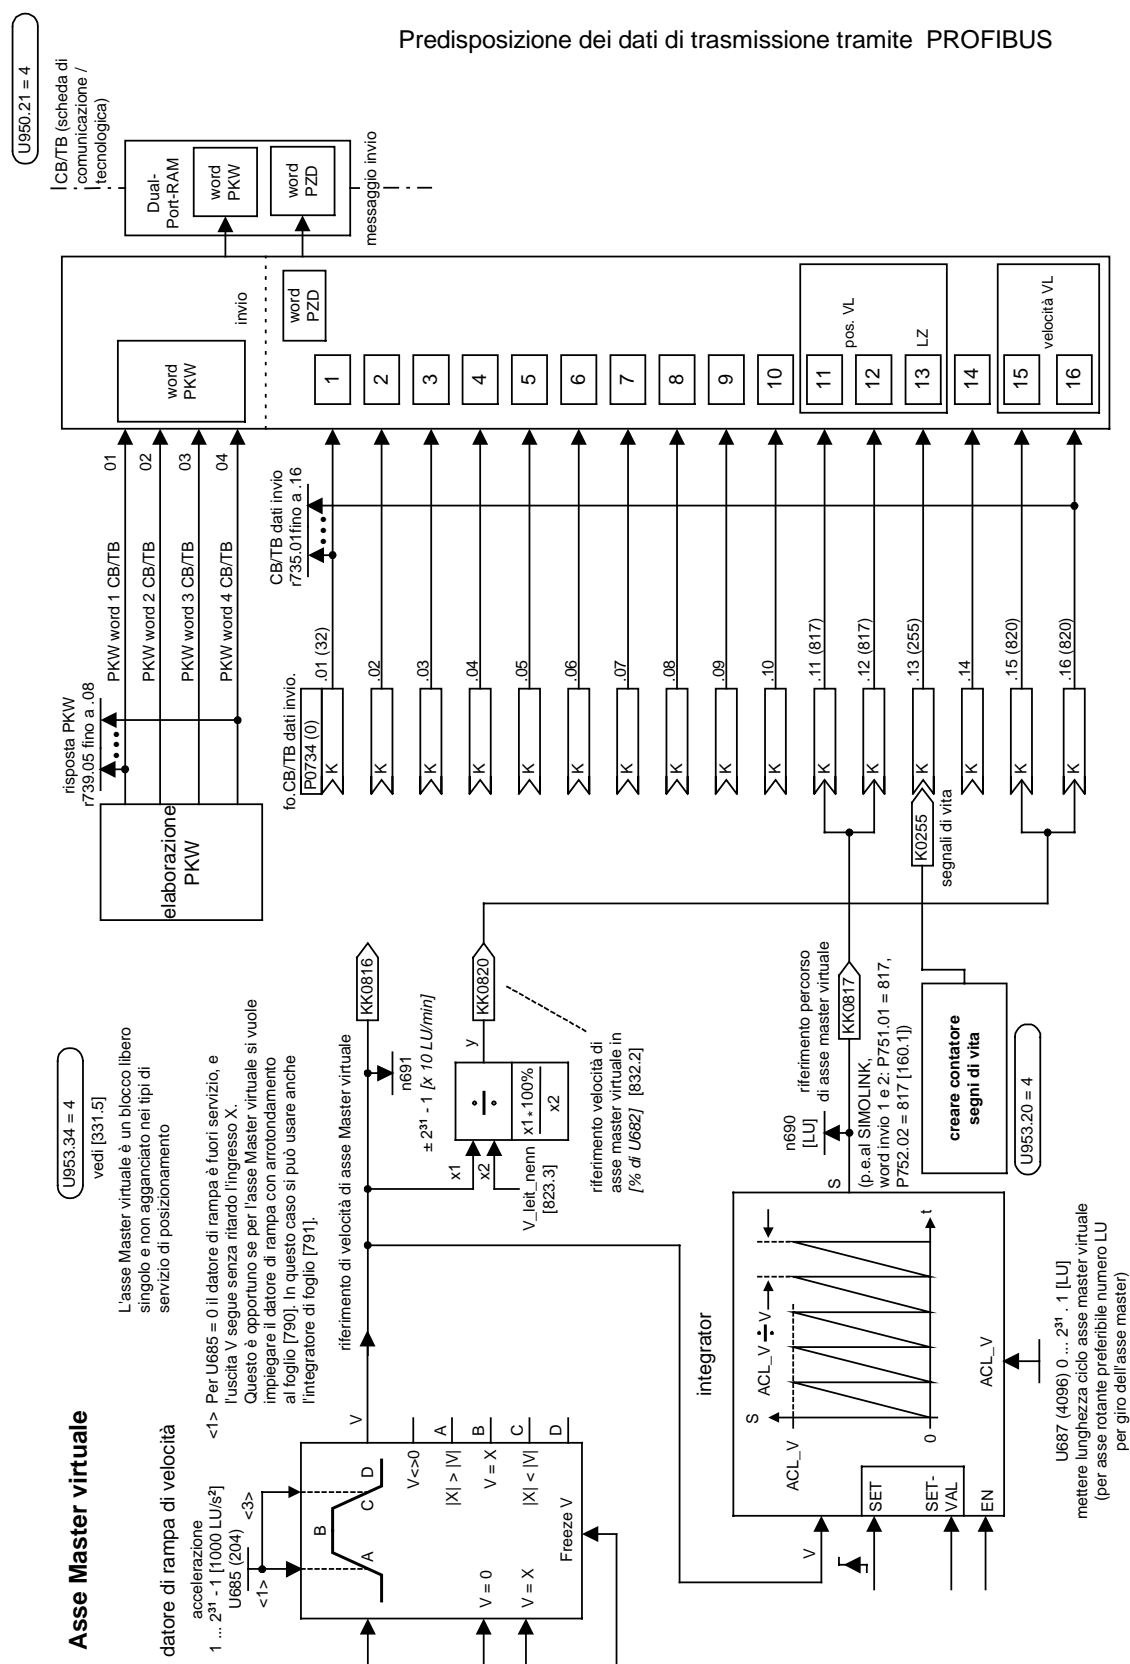 Predisposizione dei dati di trasmissione tramite PROFIBUS
Asse Master virtuale
U953.34 = 4
vedi [331.5]
L'asse Master virtuale è un blocco libero
singolo e non agganciato nei tipi di
servizio di posizionamento
U950.21 = 4
CB/TB (scheda di
comunicazione /
tecnologica)
datore di rampa di velocità
<1> Per U685 = 0 il datore di rampa è fuori servizio, e
l'uscita V segue senza ritardo l'ingresso X.
Questo è opportuno se per l'asse Master virtuale si vuole
impiegare il datore di rampa con arrotondamento
al foglio [790]. In questo caso si può usare anche
l'integratore di foglio [791].
accelerazione
1 ... 2³¹ - 1 [1000 LU/s²]
U685 (204)
<1>
<3>
A
B
C
D
V
V<>0
|X| > |V|
A
V = X
B
|X| < |V|
C
D
V = 0
V = X
Freeze V
riferimento di velocità di asse Master virtuale
KK0816
n691
± 2³¹ - 1 [x 10 LU/min]
x1
x2
y
x1*100%
x2
V_leit_nenn
[823.3]
KK0820
riferimento velocità di
asse master virtuale in
[% di U682] [832.2]
integrator
V
SET
SET-
VAL
EN
S
ACL_V
ACL_V ÷ V
0
t
ACL_V
S
U687 (4096) 0 ... 2³¹ . 1 [LU]
mettere lunghezza ciclo asse master virtuale
(per asse rotante preferibile numero LU
per giro dell'asse master)
n690
[LU]
riferimento percorso
di asse master virtuale
KK0817
(p.e.al SIMOLINK,
word invio 1 e 2: P751.01 = 817,
P752.02 = 817 [160.1])
creare contatore
segni di vita
U953.20 = 4
K0255
segnali di vita
elaborazione
PKW
risposta PKW
r739.05 fino a .08
PKW word 1 CB/TB
01
PKW word 2 CB/TB
02
PKW word 3 CB/TB
03
PKW word 4 CB/TB
04
word
PKW
invio
Dual-
Port-RAM
word
PKW
word
PZD
messaggio invio
word
PZD
fo.CB/TB dati invio.
P0734 (0)
CB/TB dati invio
r735.01fino a .16
K
.01 (32)
1
K
.02
2
K
.03
3
K
.04
4
K
.05
5
K
.06
6
K
.07
7
K
.08
8
K
.09
9
K
.10
10
K
.11 (817)
11
pos. VL
K
.12 (817)
12
K
.13 (255)
13
LZ
K
.14
14
K
.15 (820)
15
velocità VL
K
.16 (820)
16